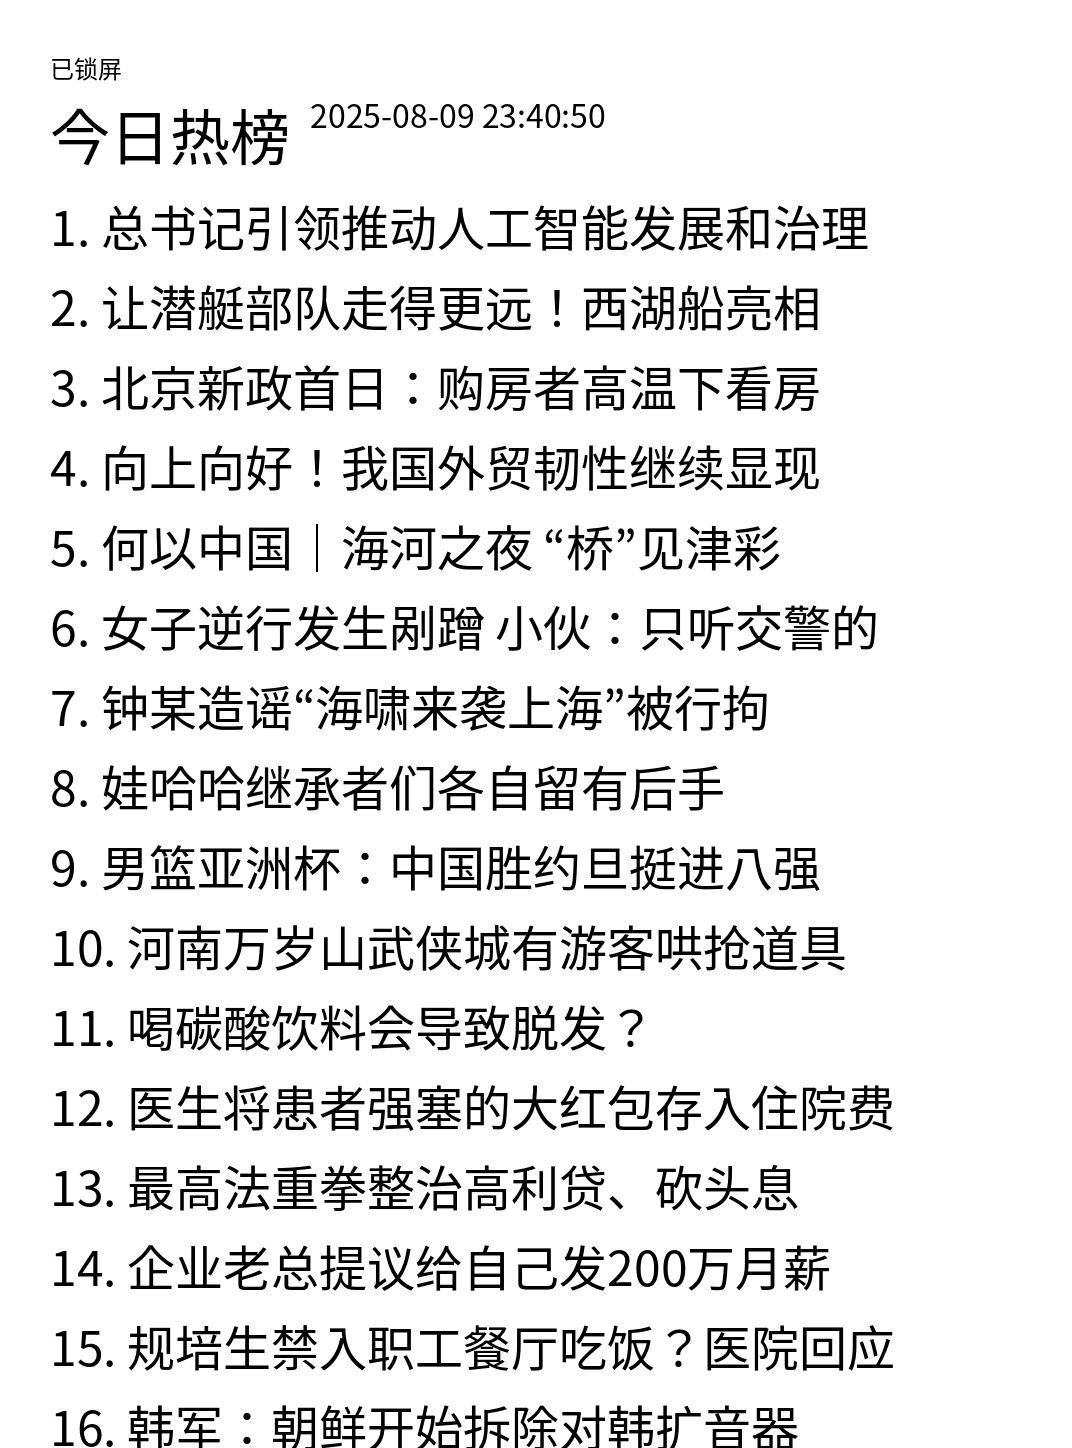 已锁屏
今日热榜 2025-08-09 23:40:50
1. 总书记引领推动人工智能发展和治理
2. 让潜艇部队走得更远！西湖船亮相
3. 北京新政首日：购房者高温下看房
4. 向上向好！我国外贸韧性继续显现
5. 何以中国｜海河之夜 “桥”见津彩
6. 女子逆行发生剐蹭 小伙：只听交警的
7. 钟某造谣“海啸来袭上海”被行拘
8. 娃哈哈继承者们各自留有后手
9. 男篮亚洲杯：中国胜约旦挺进八强
10. 河南万岁山武侠城有游客哄抢道具
11. 喝碳酸饮料会导致脱发？
12. 医生将患者强塞的大红包存入住院费
13. 最高法重拳整治高利贷、砍头息
14. 企业老总提议给自己发200万月薪
15. 规培生禁入职工餐厅吃饭？医院回应
16. 韩军：朝鲜开始拆除对韩扩音器